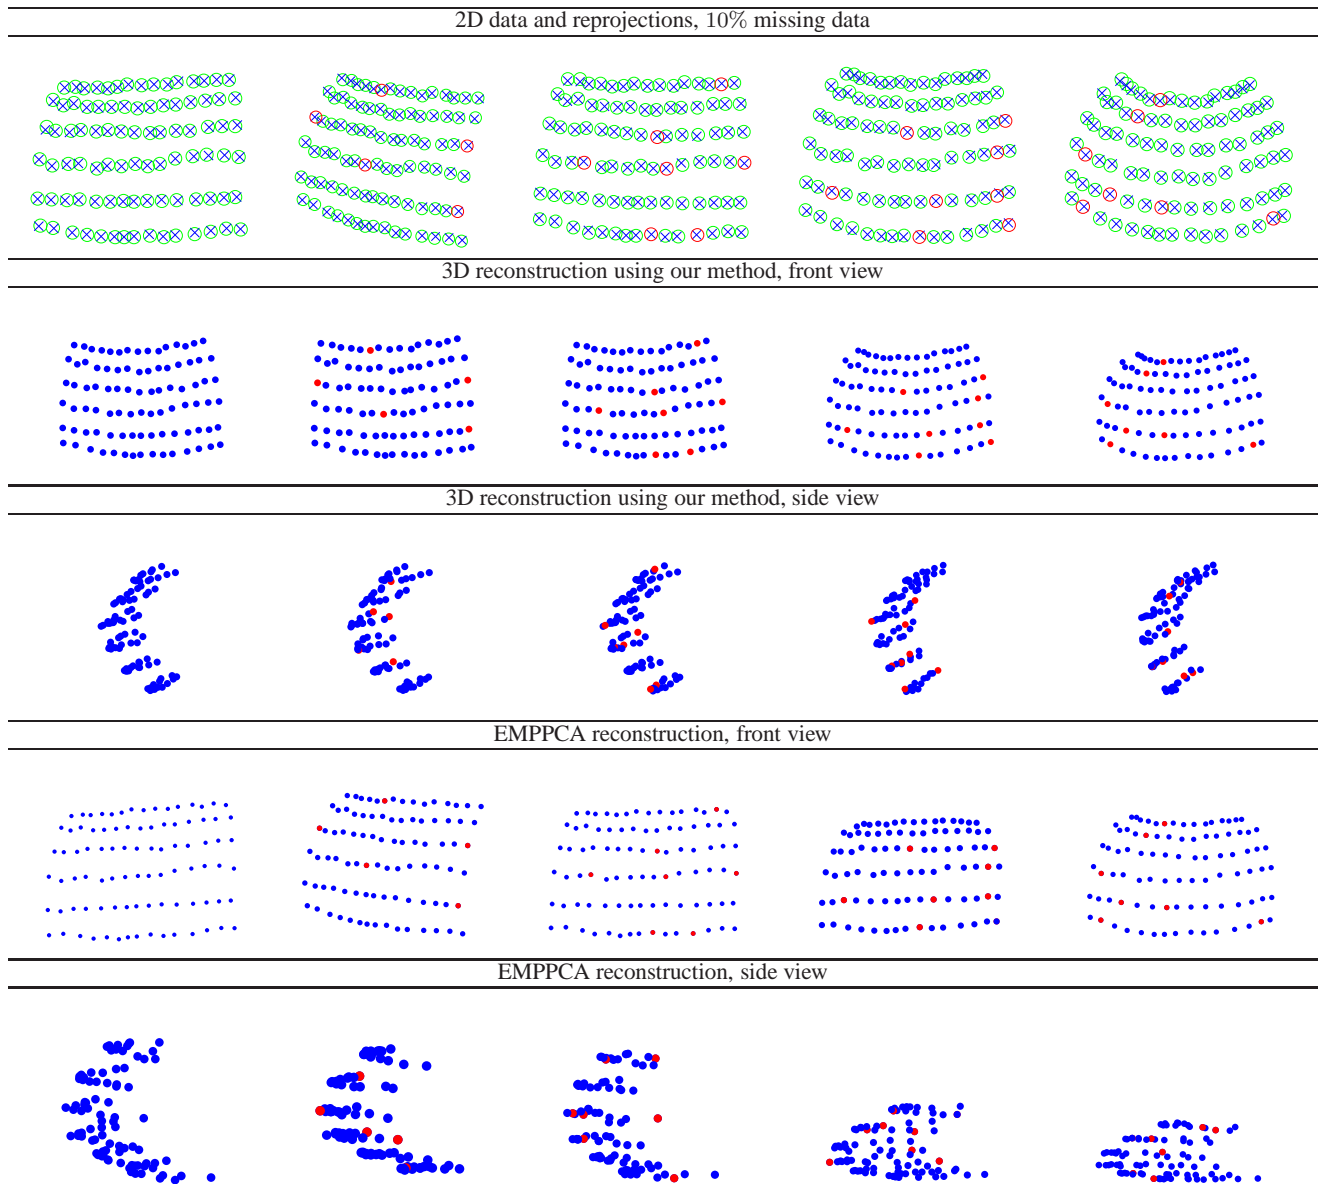 2D data and reprojections, 10% missing data
3D reconstruction using our method, front view
3D reconstruction using our method, side view
EMPPCA reconstruction, front view
EMPPCA reconstruction, side view